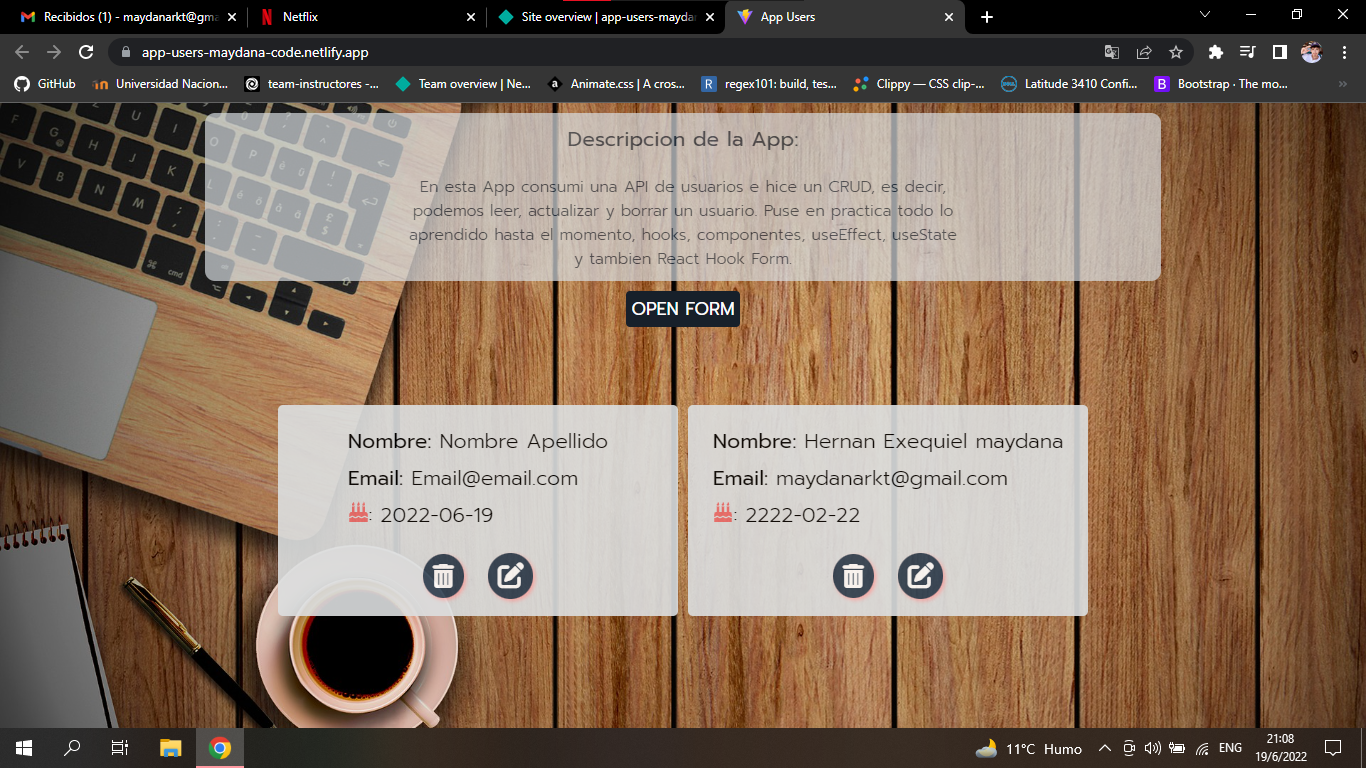 Recibidos (1) - maydanarkt@gma
Netflix
Site overview | app-users-maydan
App Users
app-users-maydana-code.netlify.app
GitHub
Universidad Nacion...
team-instructores -...
Team overview | Ne...
Animate.css | A cros...
regex101: build, tes...
Clippy — CSS clip-...
Latitude 3410 Confi...
Bootstrap · The mo...
Descripcion de la App:
En esta App consumi una API de usuarios e hice un CRUD, es decir,
podemos leer, actualizar y borrar un usuario. Puse en practica todo lo
aprendido hasta el momento, hooks, componentes, useEffect, useState
y tambien React Hook Form.
OPEN FORM
Nombre: Nombre Apellido
Email: Email@email.com
: 2022-06-19
Nombre: Hernan Exequiel maydana
Email: maydanarkt@gmail.com
: 2222-02-22
11°C Humo
ENG
21:08
19/6/2022